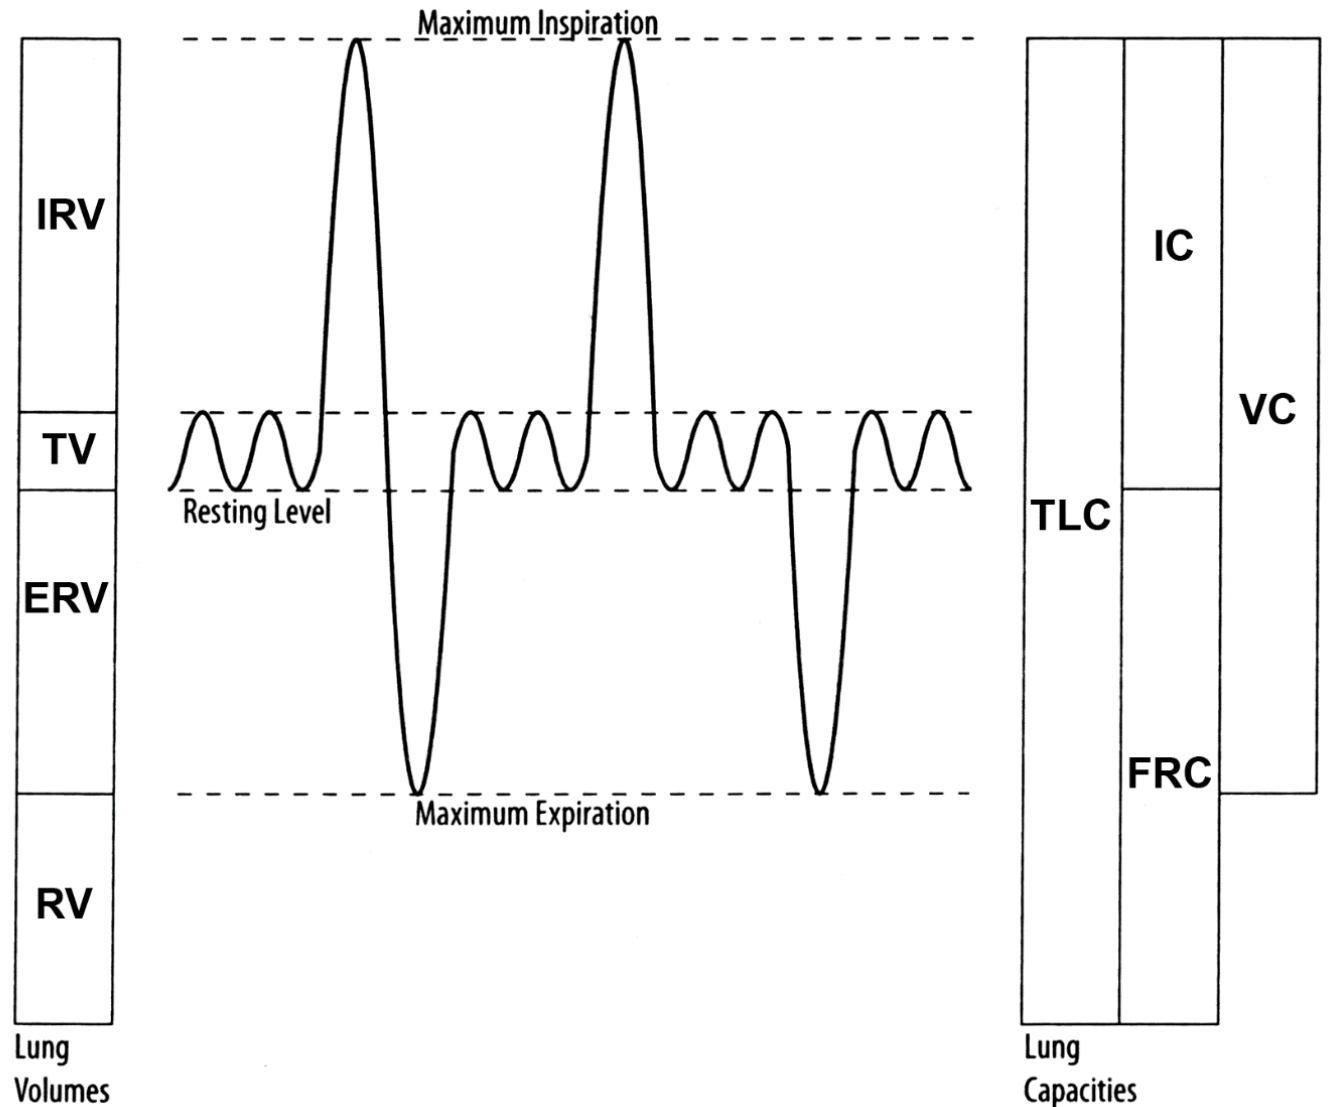 Maximum Inspiration
IRV
TV
ERV
RV
Lung
Volumes
Resting Level
Maximum Expiration
TLC
IC
FRC
VC
Lung
Capacities